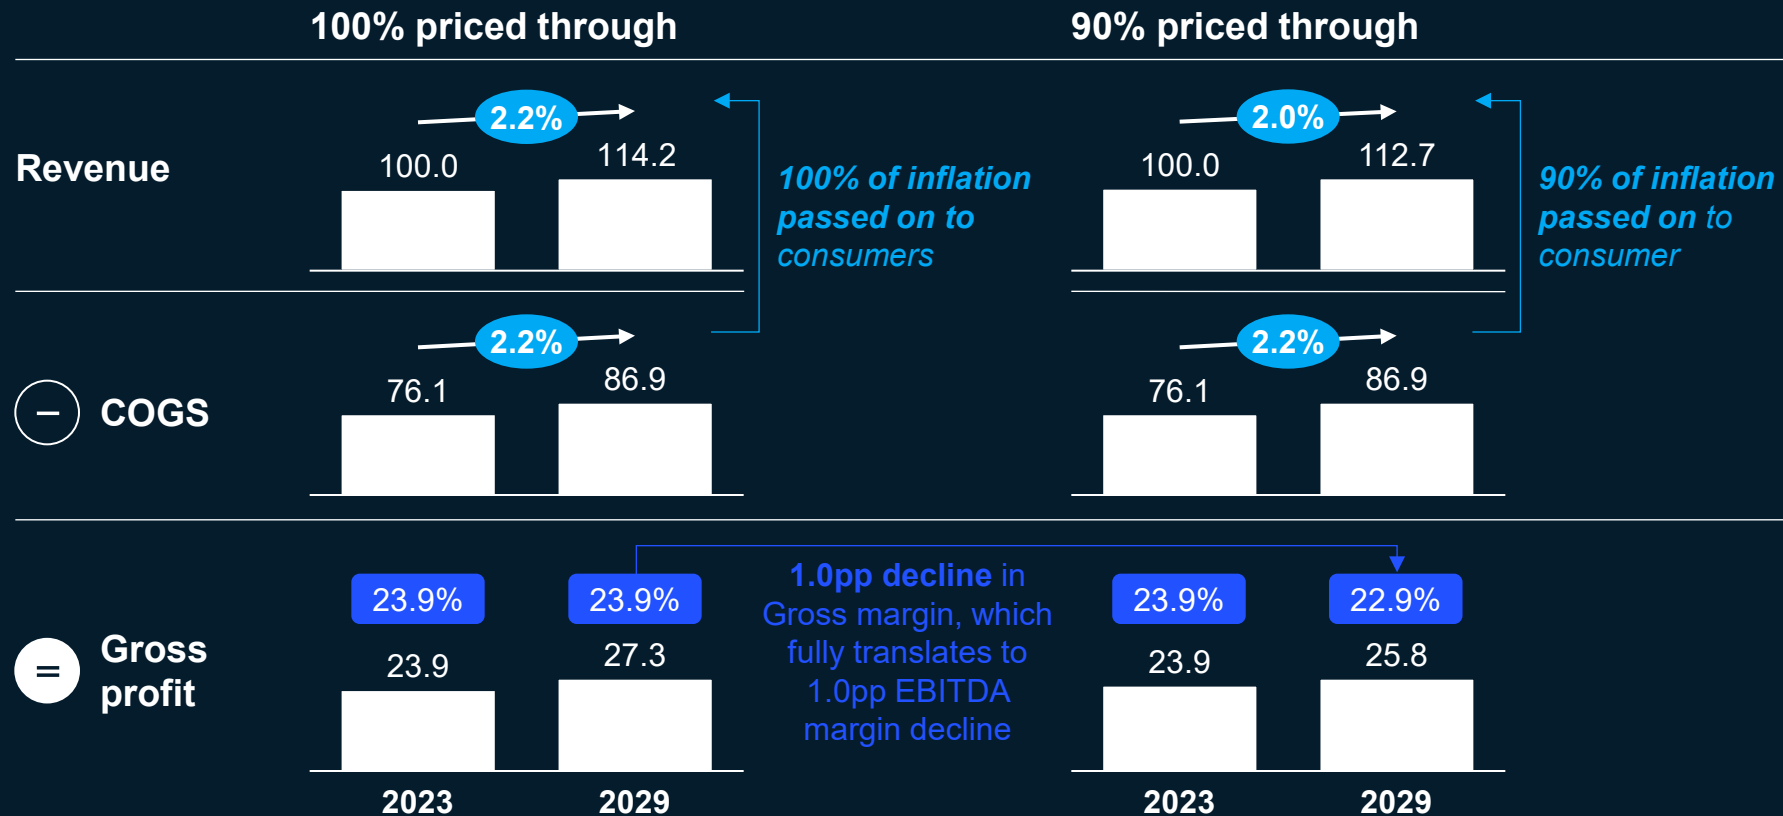 100% priced through
90% priced through
Revenue
2.2%
100.0
114.2
100% of inflation
passed on to
consumers
2.0%
100.0
112.7
90% of inflation
passed on to
consumer
−
COGS
2.2%
76.1
86.9
2.2%
76.1
86.9
=
Gross
profit
23.9%
23.9%
23.9
27.3
1.0pp decline in
Gross margin, which
fully translates to
1.0pp EBITDA
margin decline
23.9%
22.9%
23.9
25.8
2023
2029
2023
2029